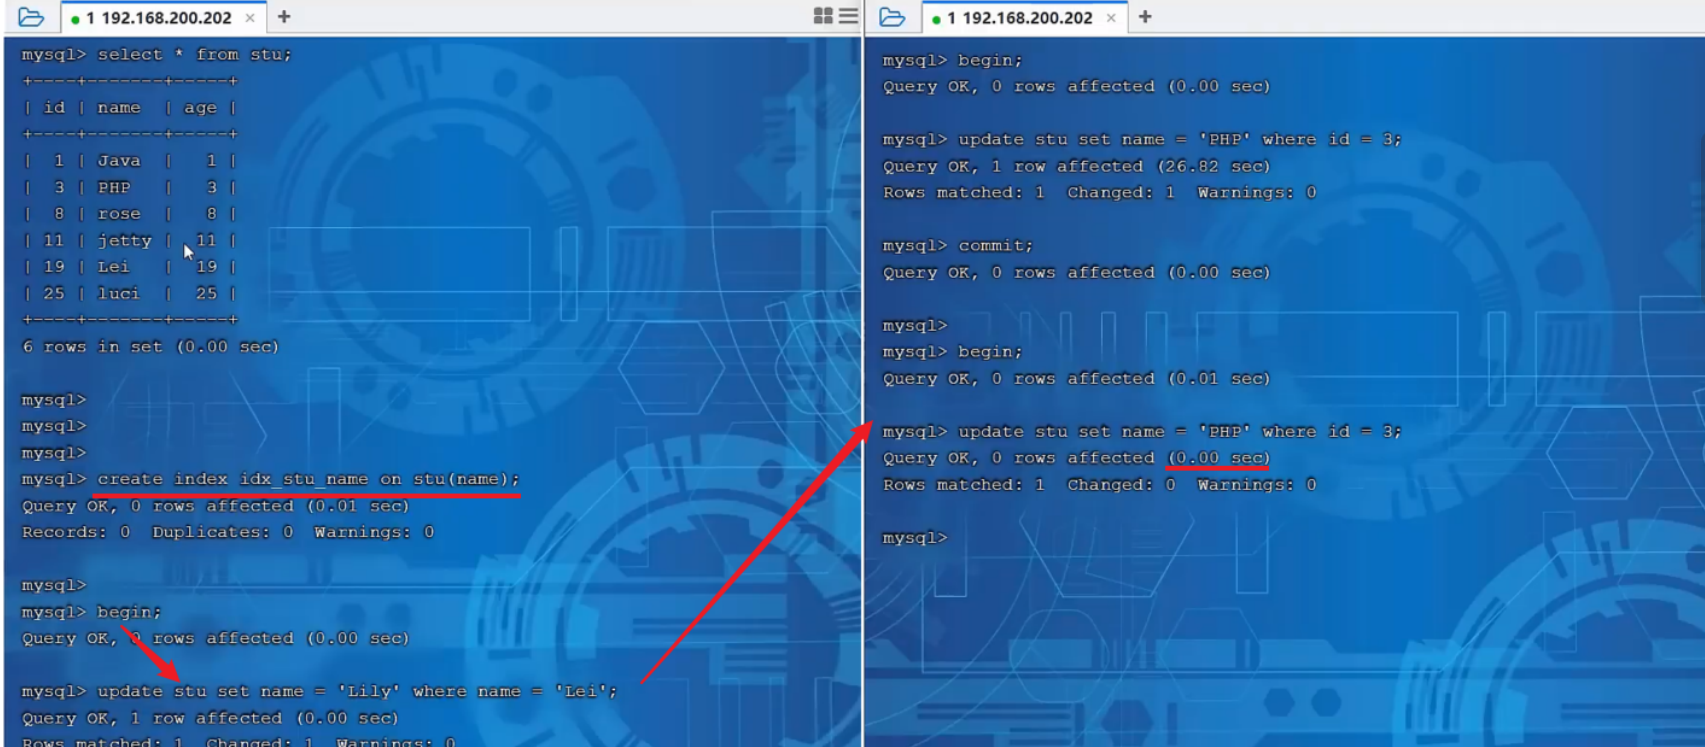 1 192.168.200.202 × +
mysql> select * from stu;
+----+-------+-----+
| id | name  | age |
+----+-------+-----+
|  1 | Java  |   1 |
|  3 | PHP   |   3 |
|  8 | rose  |   8 |
| 11 | jetty |  11 |
| 19 | Lei   |  19 |
| 25 | luci  |  25 |
+----+-------+-----+
6 rows in set (0.00 sec)
mysql>
mysql>
mysql>
mysql> create index idx_stu_name on stu(name);
Query OK, 0 rows affected (0.01 sec)
Records: 0  Duplicates: 0  Warnings: 0
mysql>
mysql> begin;
Query OK, 0 rows affected (0.00 sec)
mysql> update stu set name = 'Lily' where name = 'Lei';
Query OK, 1 row affected (0.00 sec)
Rows matched: 1  Changed: 1  Warnings: 0
1 192.168.200.202 × +
mysql> begin;
Query OK, 0 rows affected (0.00 sec)
mysql> update stu set name = 'PHP' where id = 3;
Query OK, 1 row affected (26.82 sec)
Rows matched: 1  Changed: 1  Warnings: 0
mysql> commit;
Query OK, 0 rows affected (0.00 sec)
mysql>
mysql> begin;
Query OK, 0 rows affected (0.01 sec)
mysql> update stu set name = 'PHP' where id = 3;
Query OK, 0 rows affected (0.00 sec)
Rows matched: 1  Changed: 0  Warnings: 0
mysql>